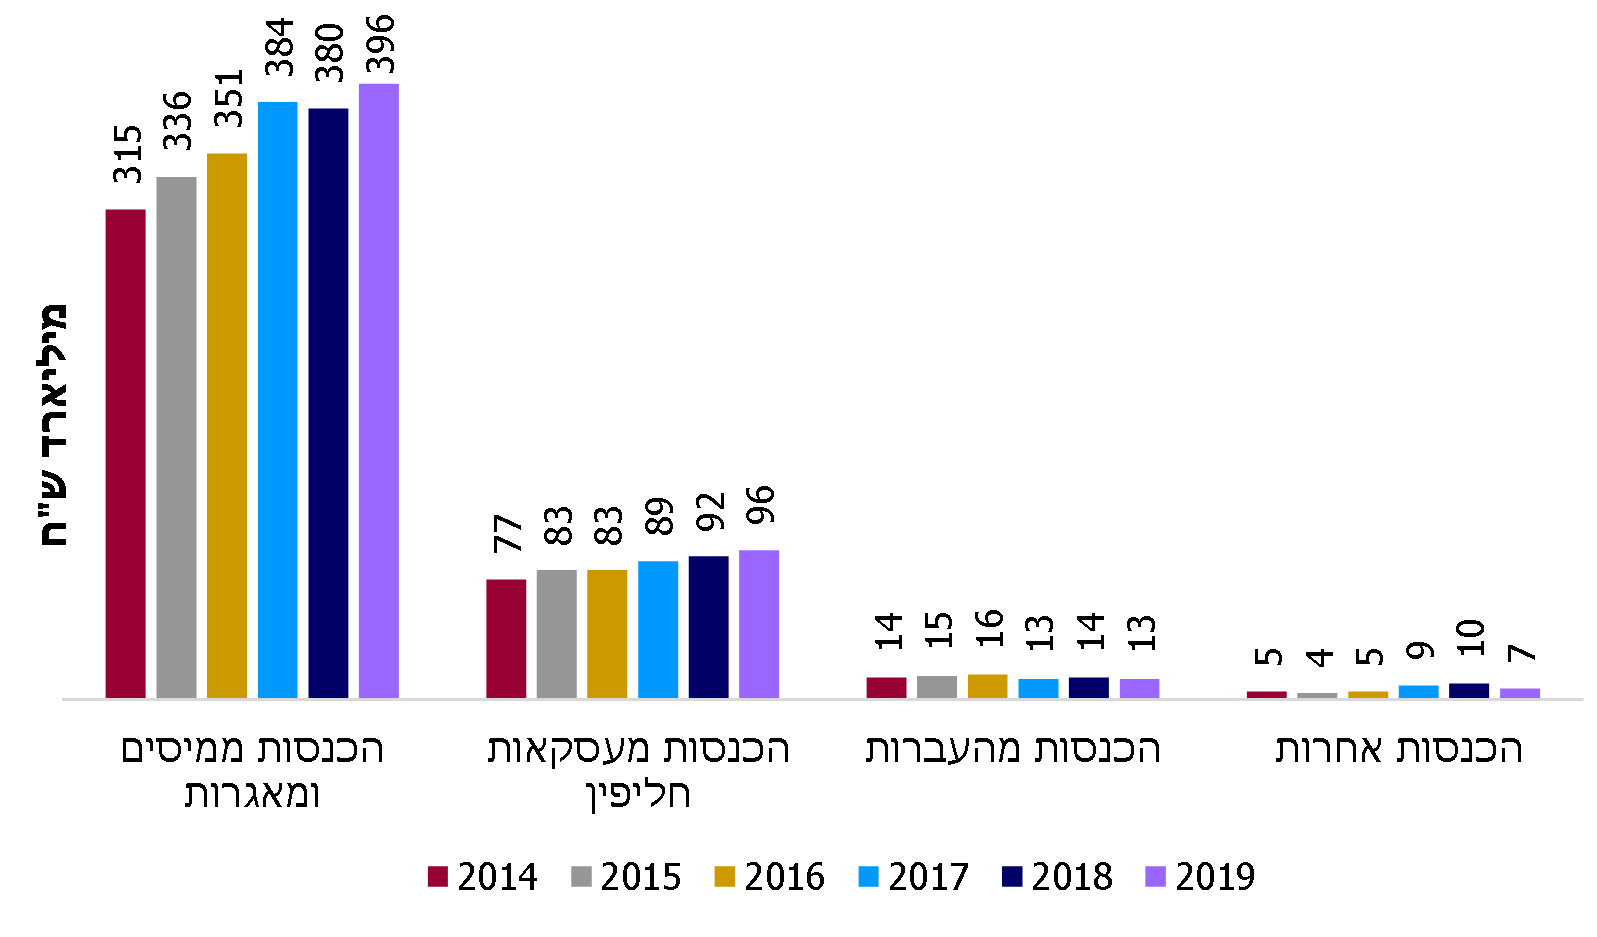 315 336 351 384 380 396
77 83 83 89 92 96
14 15 16 13 14 13
5 4 5 9 10 7
מיליארד ש"ח
הכנסות ממיסים
ומאגרות
הכנסות מעסקאות
חליפין
הכנסות מהעברות
הכנסות אחרות
2014 2015 2016 2017 2018 2019